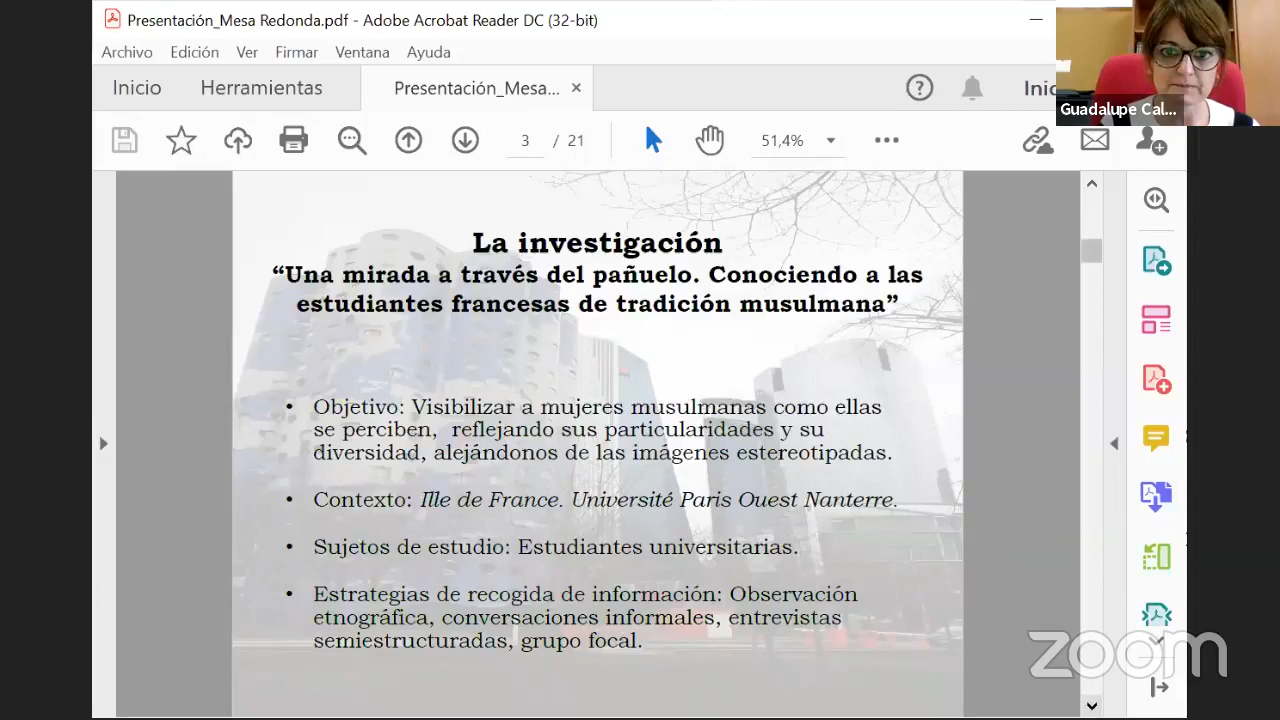 Presentación_Mesa Redonda.pdf - Adobe Acrobat Reader DC (32-bit)
Archivo Edición Ver Firmar Ventana Ayuda
Guadalupe Cal...
Inicio Herramientas Presentación_Mesa... × ? Inic
3 / 21 51,4%
La investigación
“Una mirada a través del pañuelo. Conociendo a las
estudiantes francesas de tradición musulmana”
• Objetivo: Visibilizar a mujeres musulmanas como ellas
se perciben, reflejando sus particularidades y su
diversidad, alejándonos de las imágenes estereotipadas.
• Contexto: Ille de France. Université Paris Ouest Nanterre.
• Sujetos de estudio: Estudiantes universitarias.
• Estrategias de recogida de información: Observación
etnográfica, conversaciones informales, entrevistas
semiestructuradas, grupo focal.
zoom